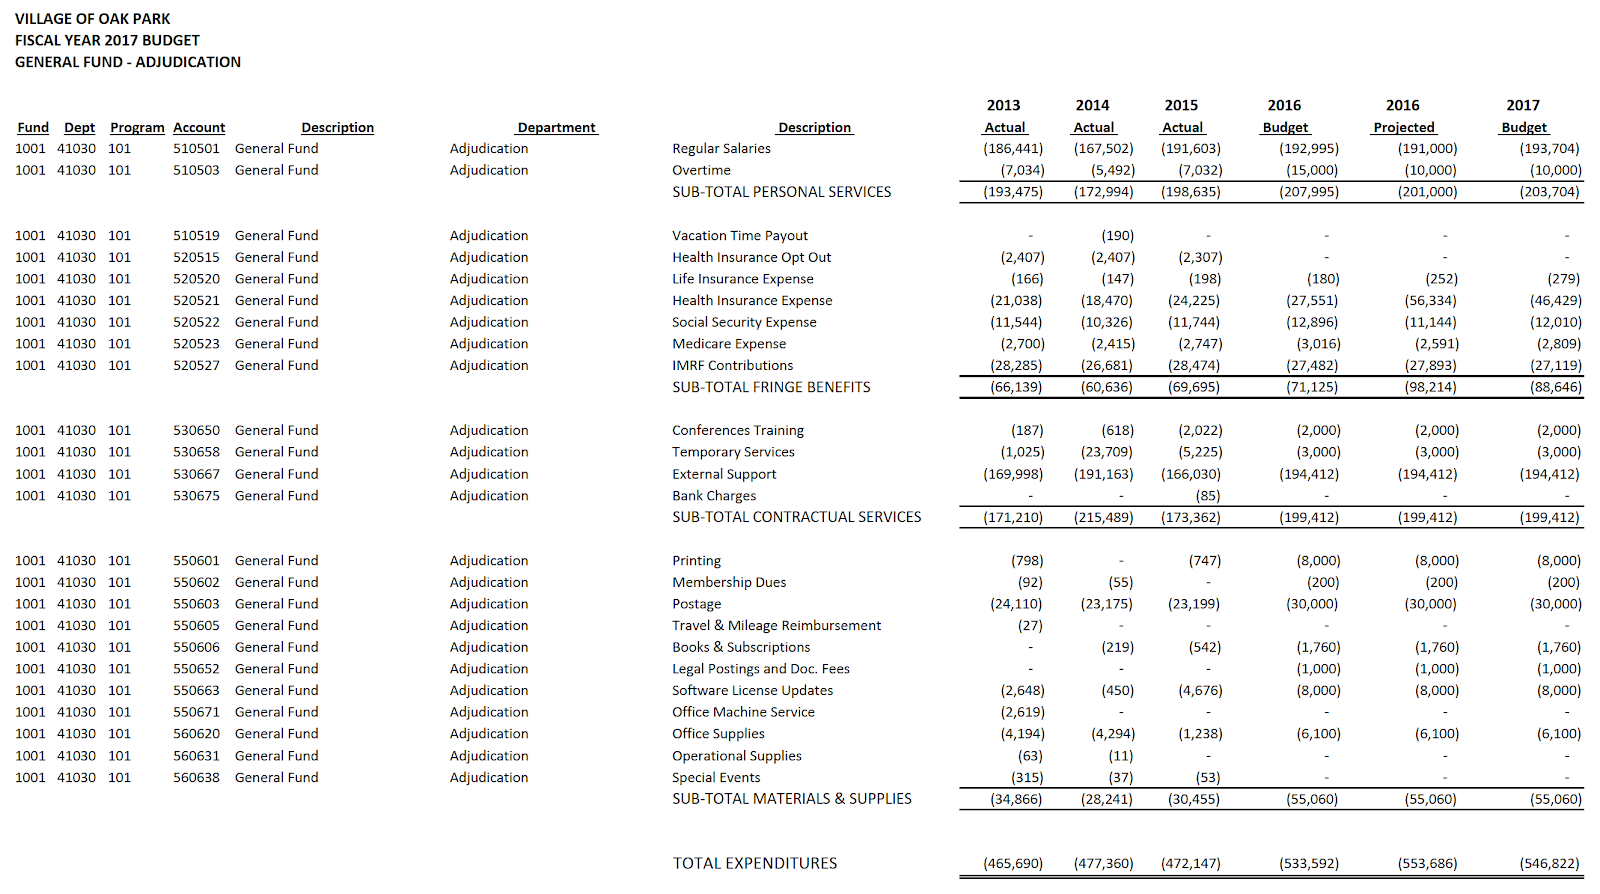 VILLAGE OF OAK PARK
FISCAL YEAR 2017 BUDGET
GENERAL FUND - ADJUDICATION
2013 2014 2015 2016 2016 2017
Fund Dept Program Account Description Department Description Actual Actual Actual Budget Projected Budget
1001 41030 101 510501 General Fund Adjudication Regular Salaries (186,441) (167,502) (191,603) (192,995) (191,000) (193,704)
1001 41030 101 510503 General Fund Adjudication Overtime (7,034) (5,492) (7,032) (15,000) (10,000) (10,000)
SUB-TOTAL PERSONAL SERVICES (193,475) (172,994) (198,635) (207,995) (201,000) (203,704)
1001 41030 101 510519 General Fund Adjudication Vacation Time Payout - (190) - - - -
1001 41030 101 520515 General Fund Adjudication Health Insurance Opt Out (2,407) (2,407) (2,307) - - -
1001 41030 101 520520 General Fund Adjudication Life Insurance Expense (166) (147) (198) (180) (252) (279)
1001 41030 101 520521 General Fund Adjudication Health Insurance Expense (21,038) (18,470) (24,225) (27,551) (56,334) (46,429)
1001 41030 101 520522 General Fund Adjudication Social Security Expense (11,544) (10,326) (11,744) (12,896) (11,144) (12,010)
1001 41030 101 520523 General Fund Adjudication Medicare Expense (2,700) (2,415) (2,747) (3,016) (2,591) (2,809)
1001 41030 101 520527 General Fund Adjudication IMRF Contributions (28,285) (26,681) (28,474) (27,482) (27,893) (27,119)
SUB-TOTAL FRINGE BENEFITS (66,139) (60,636) (69,695) (71,125) (98,214) (88,646)
1001 41030 101 530650 General Fund Adjudication Conferences Training (187) (618) (2,022) (2,000) (2,000) (2,000)
1001 41030 101 530658 General Fund Adjudication Temporary Services (1,025) (23,709) (5,225) (3,000) (3,000) (3,000)
1001 41030 101 530667 General Fund Adjudication External Support (169,998) (191,163) (166,030) (194,412) (194,412) (194,412)
1001 41030 101 530675 General Fund Adjudication Bank Charges - - (85) - - -
SUB-TOTAL CONTRACTUAL SERVICES (171,210) (215,489) (173,362) (199,412) (199,412) (199,412)
1001 41030 101 550601 General Fund Adjudication Printing (798) - (747) (8,000) (8,000) (8,000)
1001 41030 101 550602 General Fund Adjudication Membership Dues (92) (55) - (200) (200) (200)
1001 41030 101 550603 General Fund Adjudication Postage (24,110) (23,175) (23,199) (30,000) (30,000) (30,000)
1001 41030 101 550605 General Fund Adjudication Travel & Mileage Reimbursement (27) - - - - -
1001 41030 101 550606 General Fund Adjudication Books & Subscriptions - (219) (542) (1,760) (1,760) (1,760)
1001 41030 101 550652 General Fund Adjudication Legal Postings and Doc. Fees - - - (1,000) (1,000) (1,000)
1001 41030 101 550663 General Fund Adjudication Software License Updates (2,648) (450) (4,676) (8,000) (8,000) (8,000)
1001 41030 101 550671 General Fund Adjudication Office Machine Service (2,619) - - - - -
1001 41030 101 560620 General Fund Adjudication Office Supplies (4,194) (4,294) (1,238) (6,100) (6,100) (6,100)
1001 41030 101 560631 General Fund Adjudication Operational Supplies (63) (11) - - - -
1001 41030 101 560638 General Fund Adjudication Special Events (315) (37) (53) - - -
SUB-TOTAL MATERIALS & SUPPLIES (34,866) (28,241) (30,455) (55,060) (55,060) (55,060)
TOTAL EXPENDITURES (465,690) (477,360) (472,147) (533,592) (553,686) (546,822)